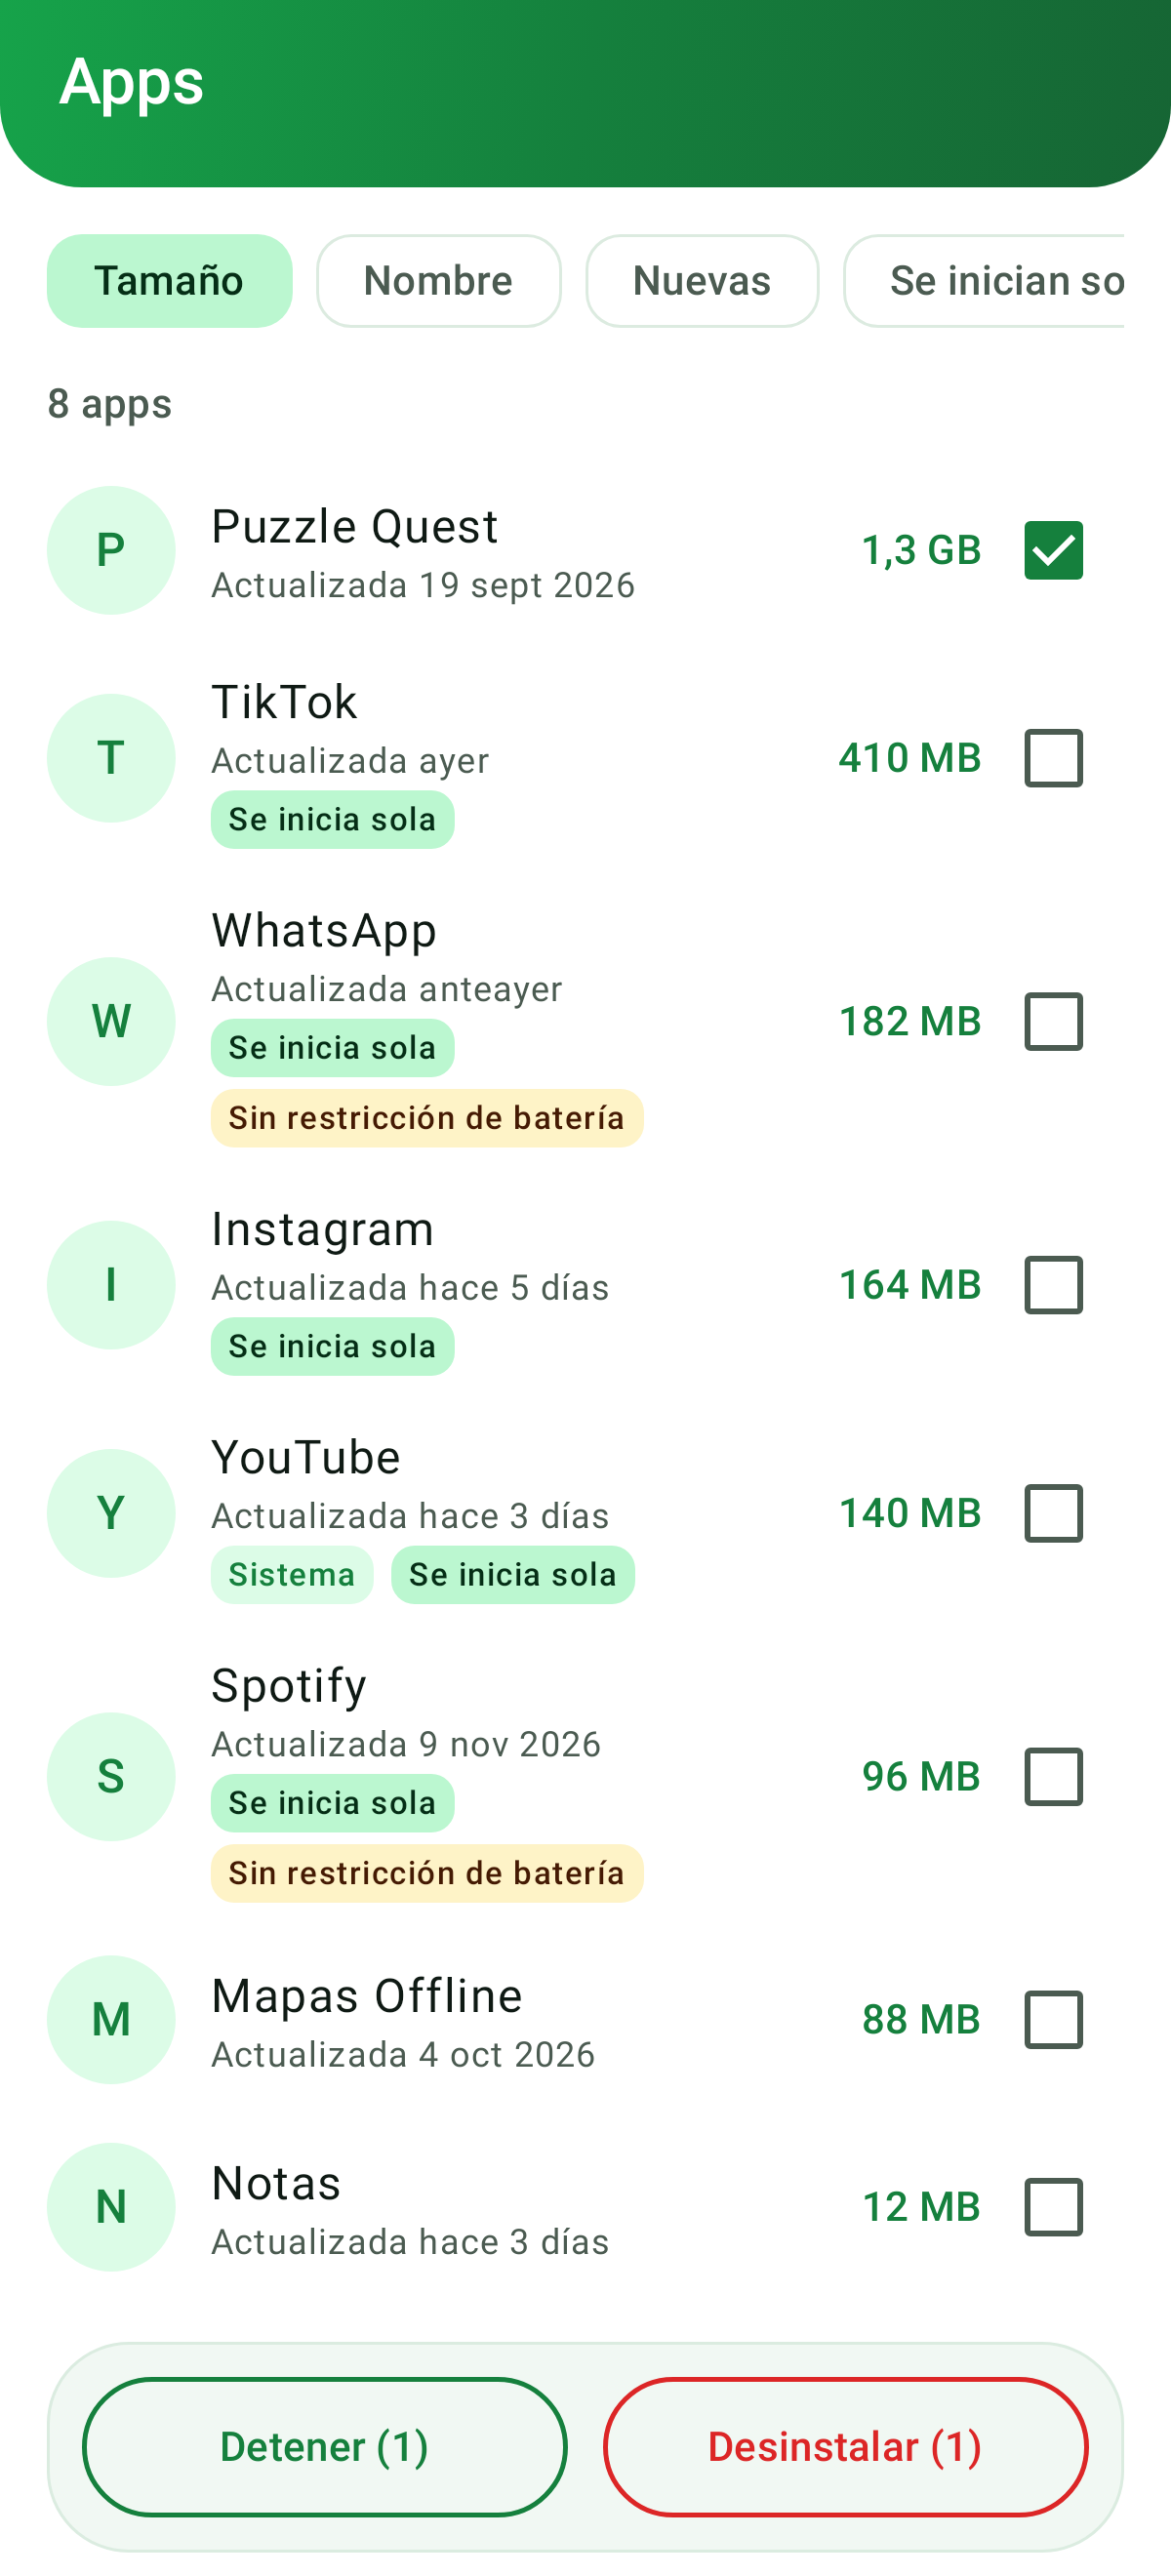 Apps
Tamaño
Nombre
Nuevas
Se inician so
8 apps
P
Puzzle Quest
Actualizada 19 sept 2026
1,3 GB
T
TikTok
Actualizada ayer
Se inicia sola
410 MB
W
WhatsApp
Actualizada anteayer
Se inicia sola
Sin restricción de batería
182 MB
I
Instagram
Actualizada hace 5 días
Se inicia sola
164 MB
Y
YouTube
Actualizada hace 3 días
Sistema
Se inicia sola
140 MB
S
Spotify
Actualizada 9 nov 2026
Se inicia sola
Sin restricción de batería
96 MB
M
Mapas Offline
Actualizada 4 oct 2026
88 MB
N
Notas
Actualizada hace 3 días
12 MB
Detener (1)
Desinstalar (1)